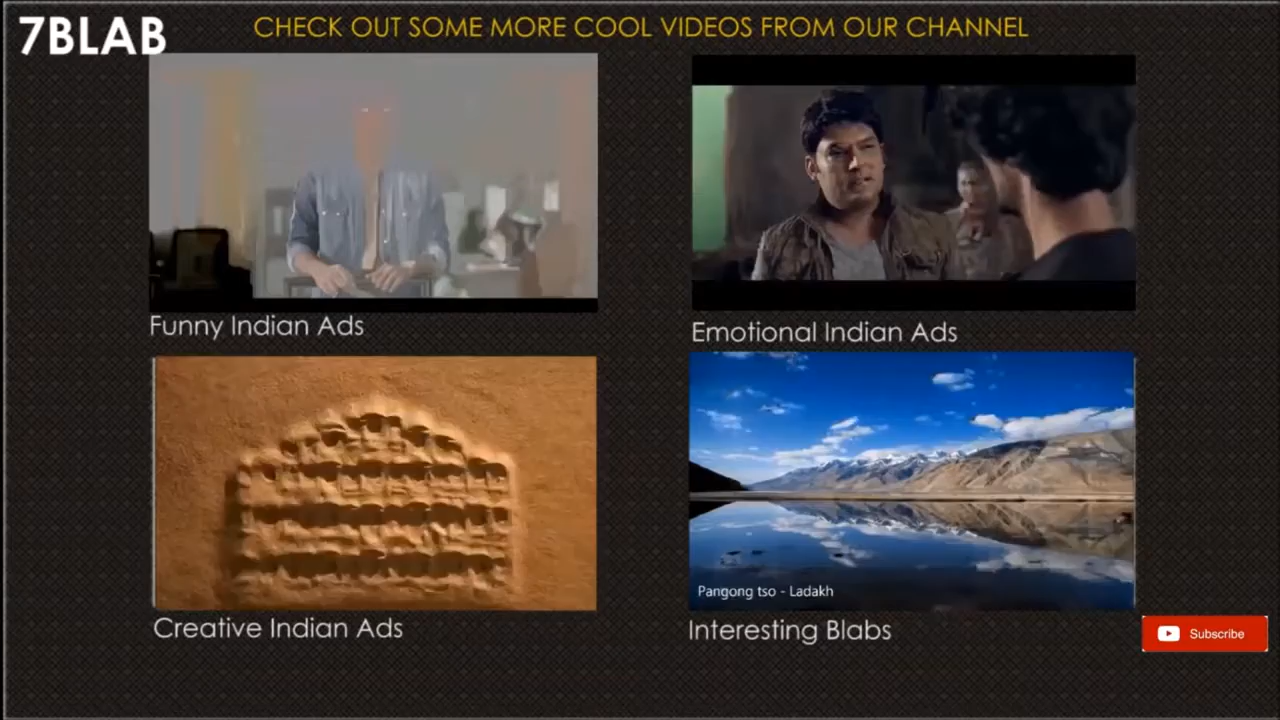 7BLAB
CHECK OUT SOME MORE COOL VIDEOS FROM OUR CHANNEL
Funny Indian Ads
Emotional Indian Ads
Creative Indian Ads
Pangong tso - Ladakh
Interesting Blabs
Subscribe